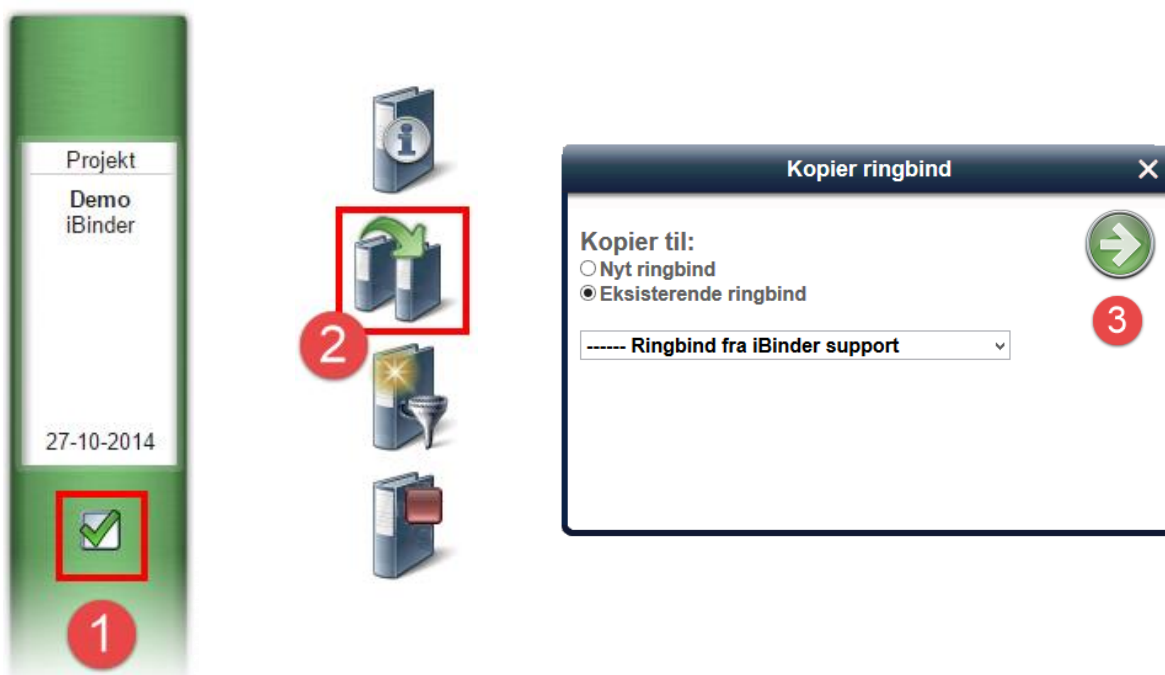 Projekt
Demo
iBinder
27-10-2014
1
2
Kopier ringbind
Kopier til:
Nyt ringbind
Eksisterende ringbind
------ Ringbind fra iBinder support
3